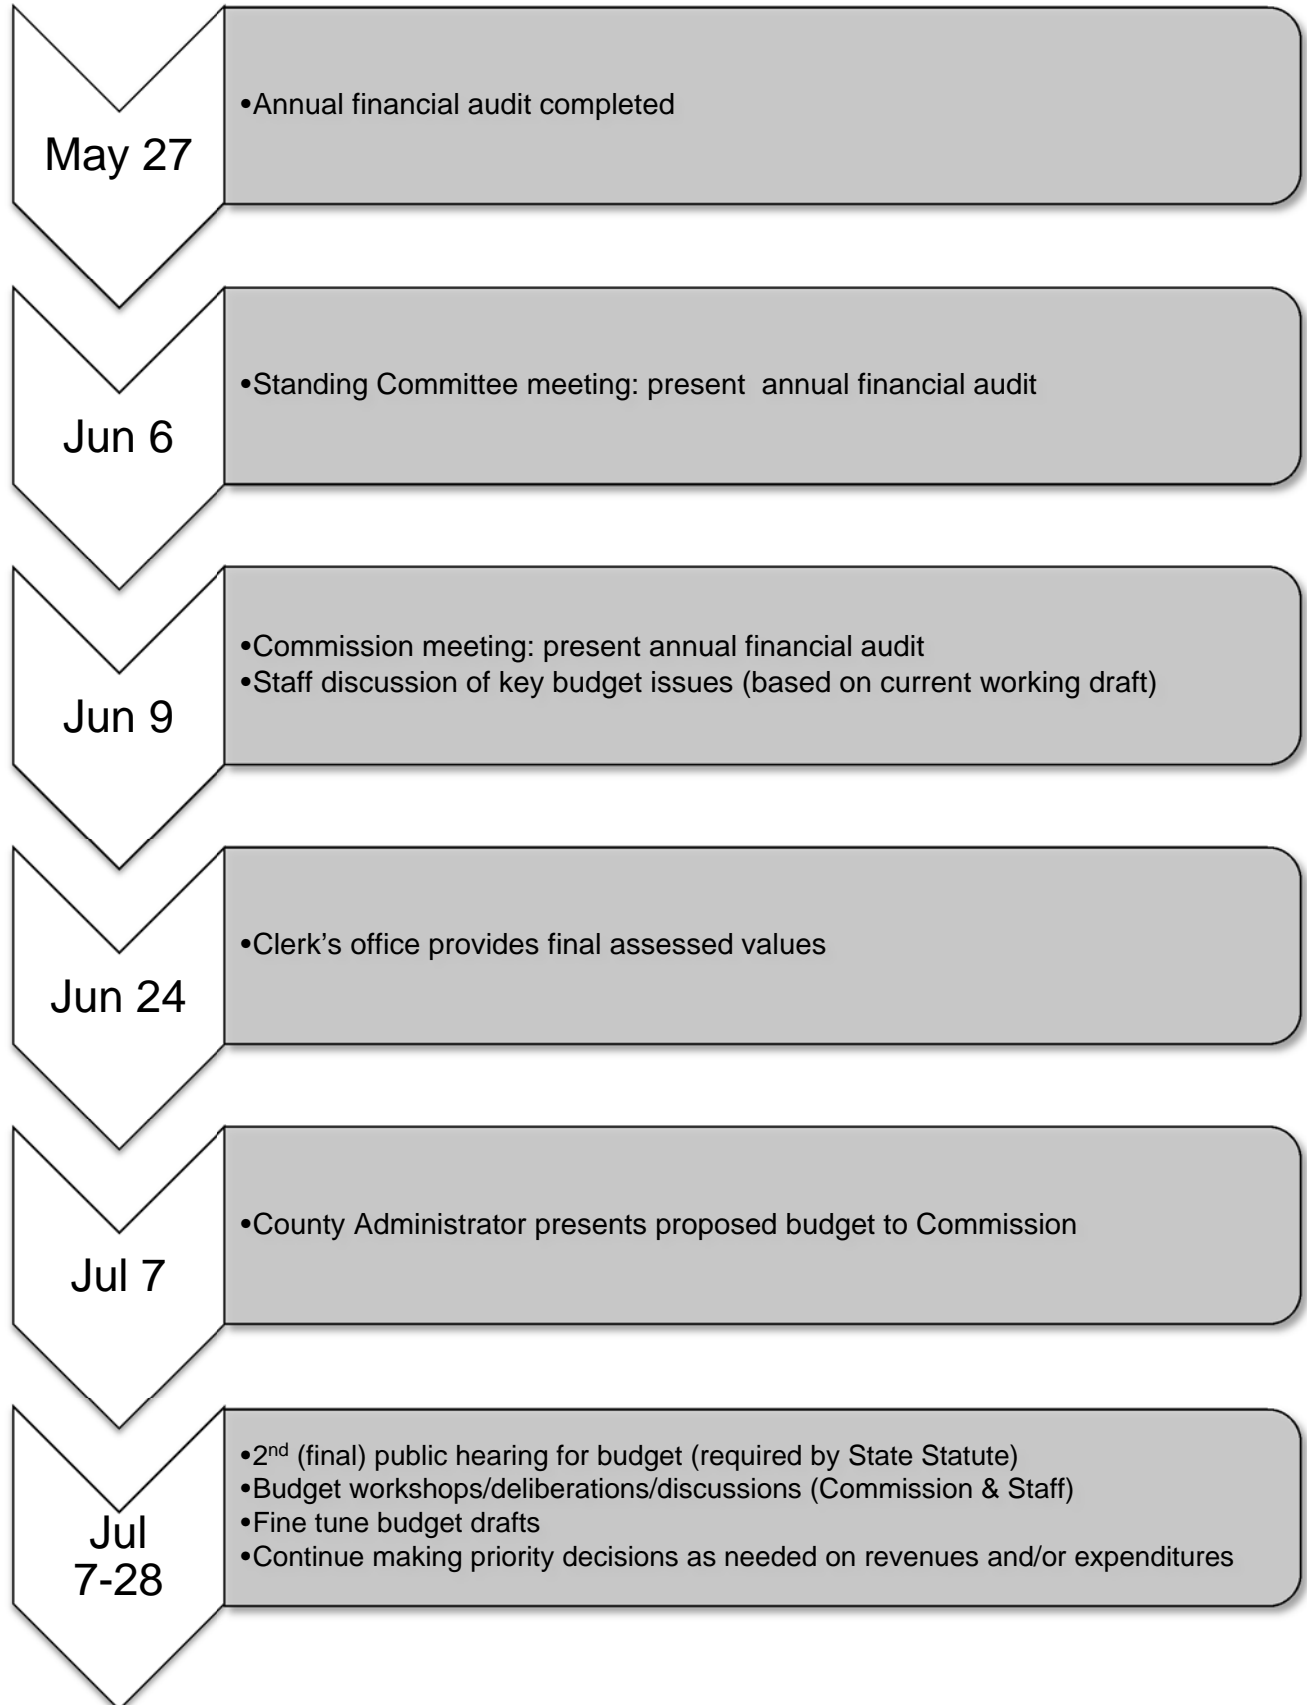 May 27
•Annual financial audit completed
Jun 6
•Standing Committee meeting: present  annual financial audit
Jun 9
•Commission meeting: present annual financial audit
•Staff discussion of key budget issues (based on current working draft)
Jun 24
•Clerk’s office provides final assessed values
Jul 7
•County Administrator presents proposed budget to Commission
Jul
7-28
•2nd (final) public hearing for budget (required by State Statute)
•Budget workshops/deliberations/discussions (Commission & Staff)
•Fine tune budget drafts
•Continue making priority decisions as needed on revenues and/or expenditures